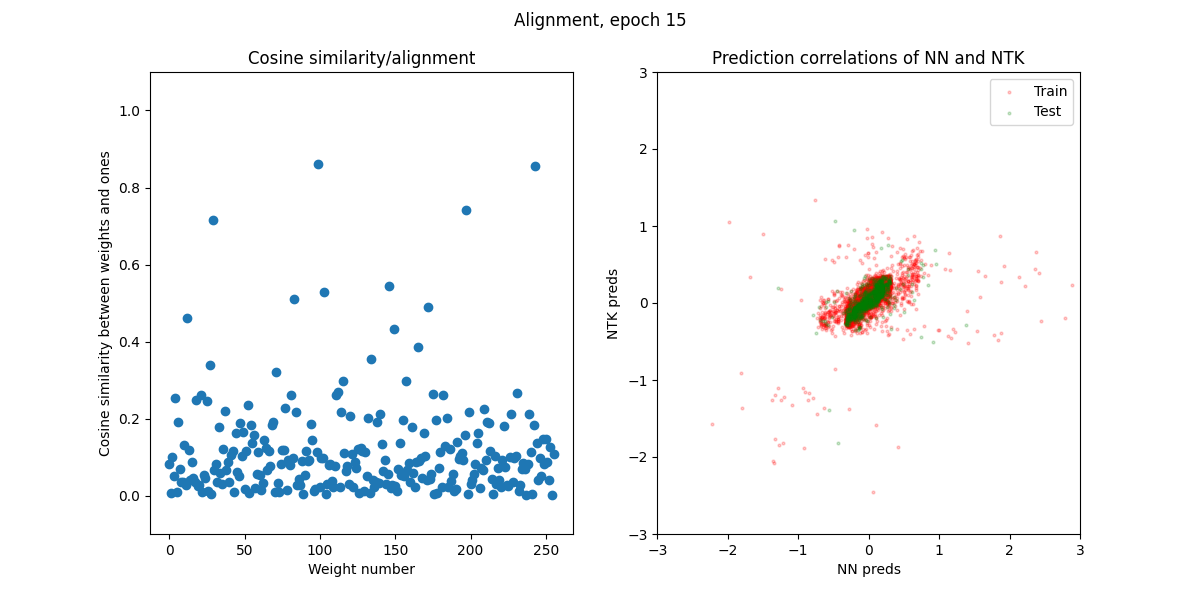 Alignment, epoch 15
Cosine similarity/alignment
Cosine similarity between weights and ones
1.0
0.8
0.6
0.4
0.2
0.0
0 50 100 150 200 250
Weight number
Prediction correlations of NN and NTK
Train
Test
NTK preds
3
2
1
0
−1
−2
−3
−3 −2 −1 0 1 2 3
NN preds